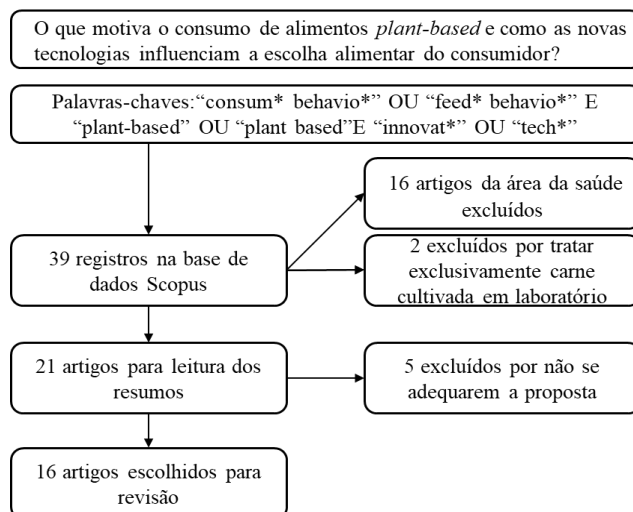 O que motiva o consumo de alimentos plant-based e como as novas
tecnologias influenciam a escolha alimentar do consumidor?
Palavras-chaves:“consum* behavio*” OU “feed* behavio*” E
“plant-based” OU “plant based”E “innovat*” OU “tech*”
16 artigos da área da saúde
excluídos
39 registros na base de
dados Scopus
2 excluídos por tratar
exclusivamente carne
cultivada em laboratório
21 artigos para leitura dos
resumos
5 excluídos por não se
adequarem a proposta
16 artigos escolhidos para
revisão